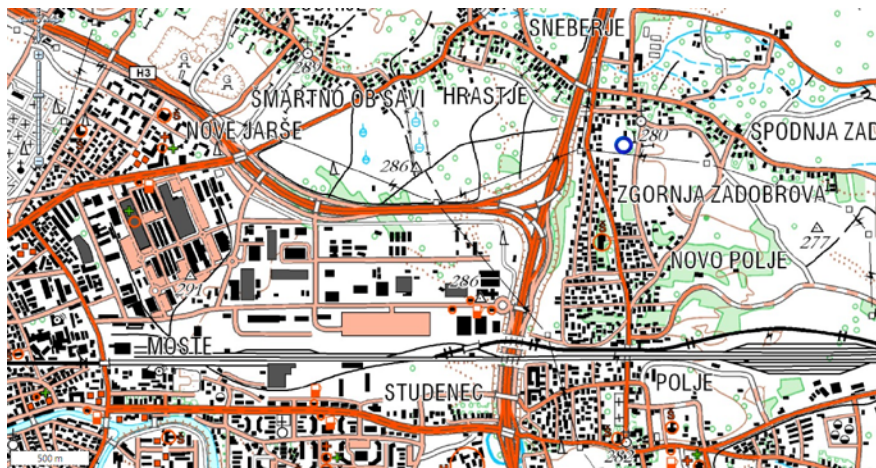 SNEBERJE
H3
289
ŠMARTNO OB SAVI
HRASTJE
NOVE JARŠE
280
SPODNJA ZAD
286
ZGORNJA ZADOBROVA
277
NOVO POLJE
291
286
MOSTE
STUDENEC
POLJE
282
500 m